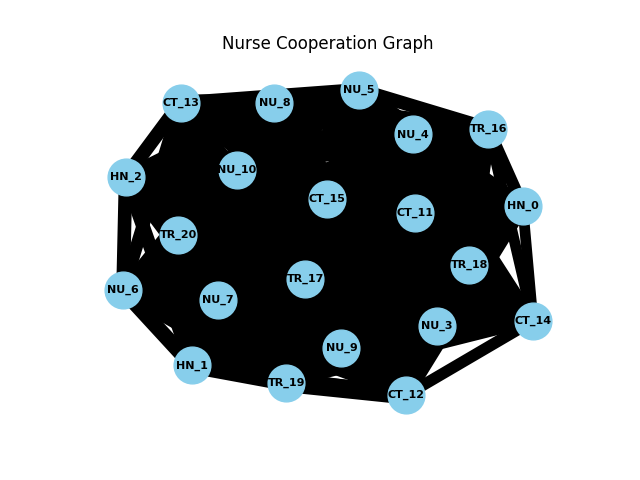 Nurse Cooperation Graph
NU_5
CT_13
NU_8
TR_16
NU_4
NU_10
HN_2
CT_15
HN_0
CT_11
TR_20
TR_18
TR_17
NU_6
NU_7
CT_14
NU_3
NU_9
HN_1
TR_19
CT_12